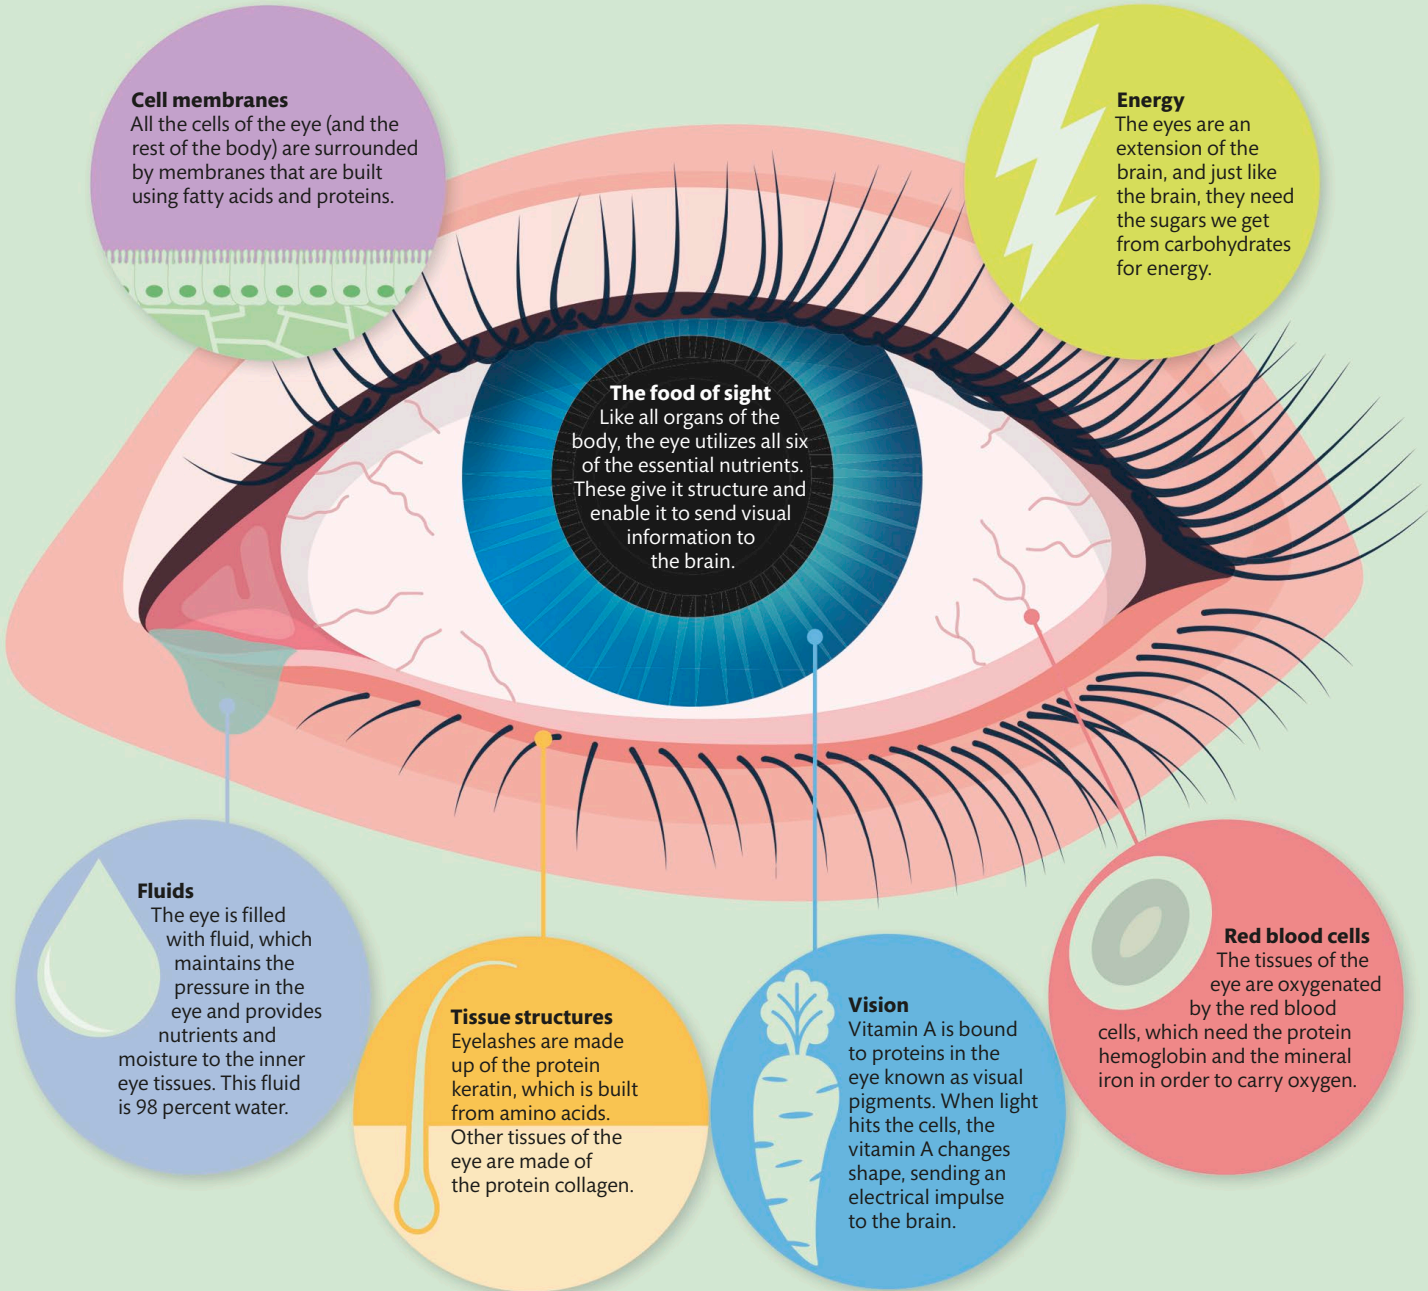 Cell membranes
All the cells of the eye (and the
rest of the body) are surrounded
by membranes that are built
using fatty acids and proteins.
Energy
The eyes are an
extension of the
brain, and just like
the brain, they need
the sugars we get
from carbohydrates
for energy.
The food of sight
Like all organs of the
body, the eye utilizes all six
of the essential nutrients.
These give it structure and
enable it to send visual
information to
the brain.
Fluids
The eye is filled
with fluid, which
maintains the
pressure in the
eye and provides
nutrients and
moisture to the inner
eye tissues. This fluid
is 98 percent water.
Tissue structures
Eyelashes are made
up of the protein
keratin, which is built
from amino acids.
Other tissues of the
eye are made of
the protein collagen.
Vision
Vitamin A is bound
to proteins in the
eye known as visual
pigments. When light
hits the cells, the
vitamin A changes
shape, sending an
electrical impulse
to the brain.
Red blood cells
The tissues of the
eye are oxygenated
by the red blood
cells, which need the protein
hemoglobin and the mineral
iron in order to carry oxygen.